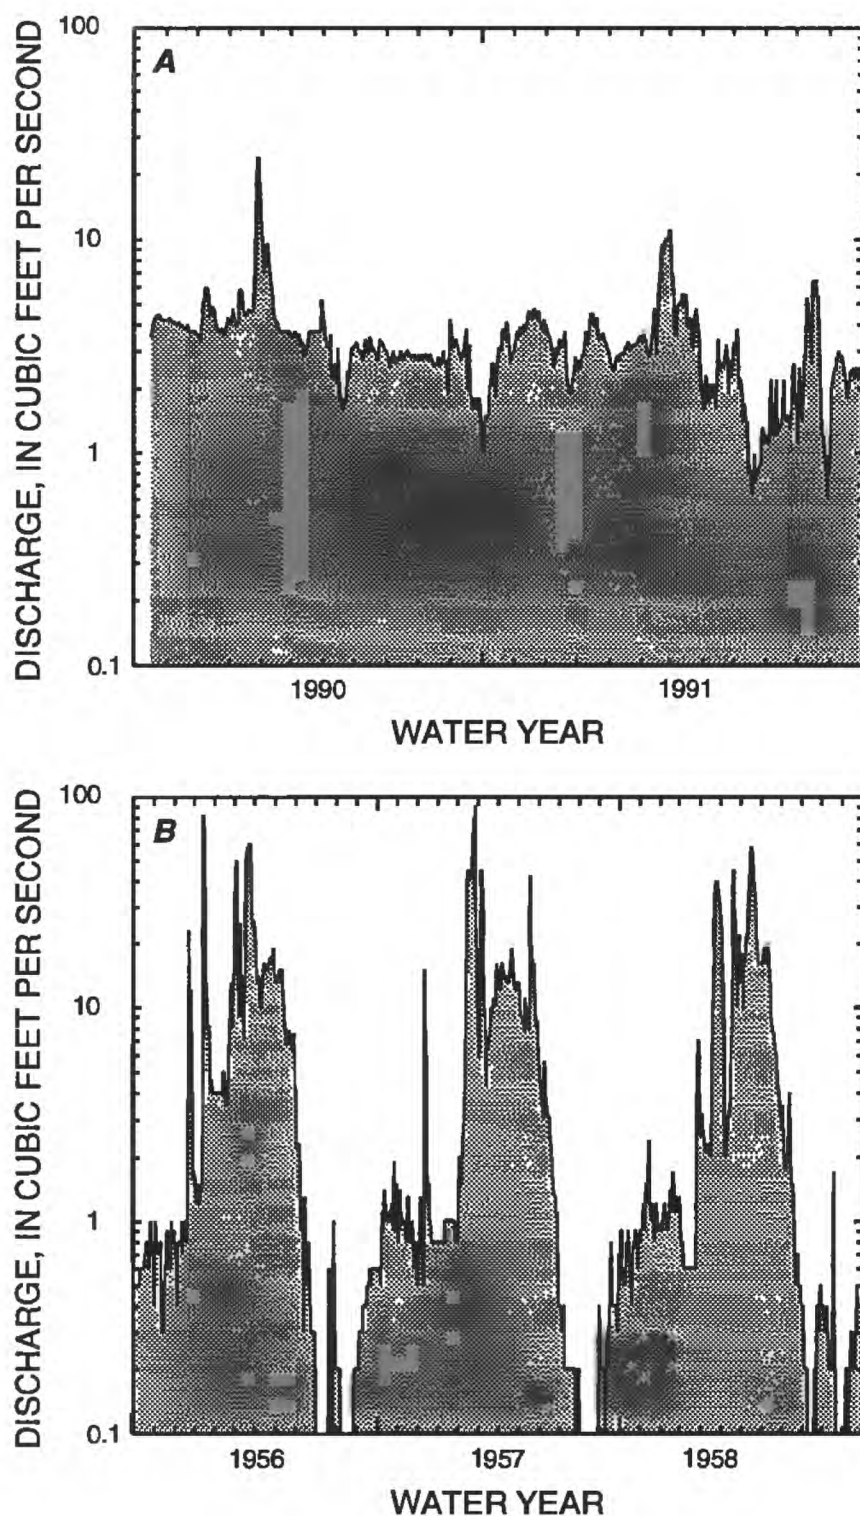 DISCHARGE, IN CUBIC FEET PER SECOND
100
10
1
0.1
A
1990
1991
WATER YEAR
DISCHARGE, IN CUBIC FEET PER SECOND
100
10
1
0.1
B
1956
1957
1958
WATER YEAR